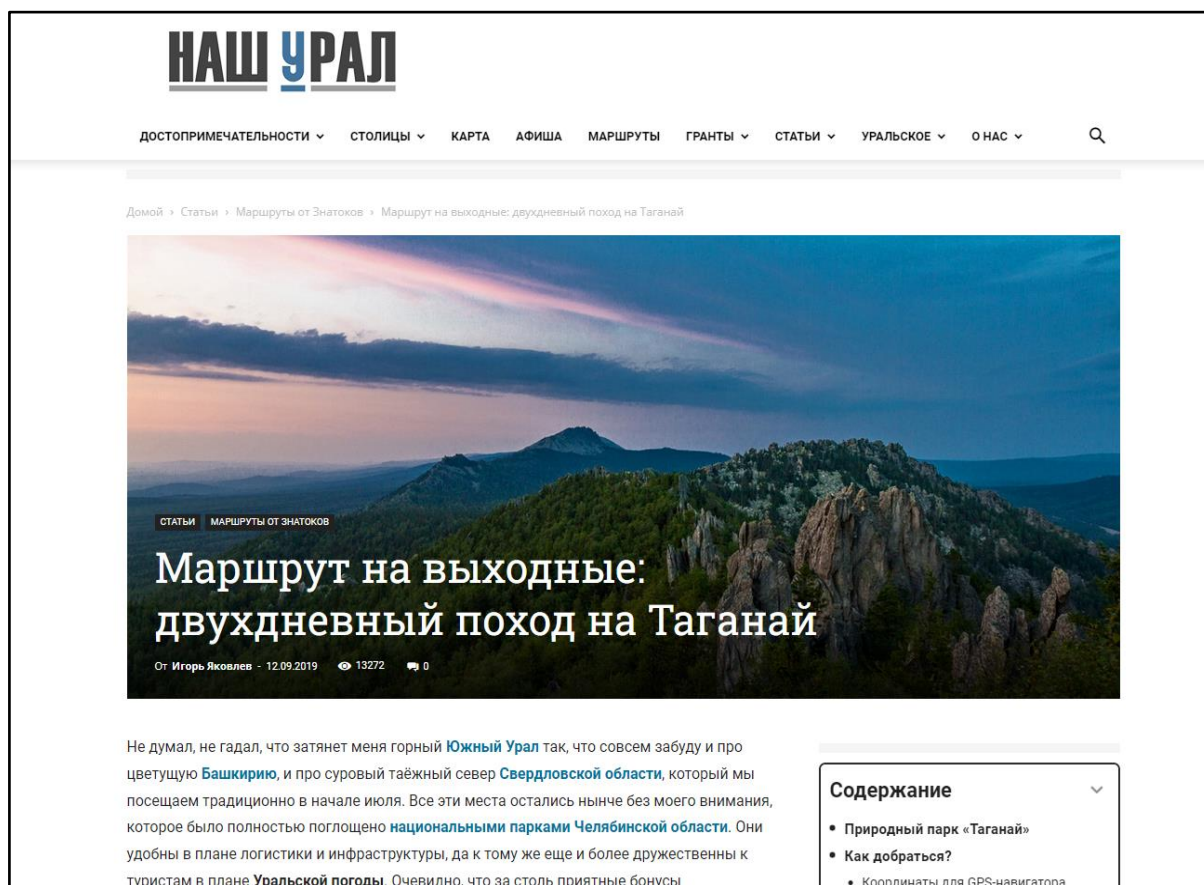 НАШ УРАЛ
ДОСТОПРИМЕЧАТЕЛЬНОСТИ СТОЛИЦЫ КАРТА АФИША МАРШРУТЫ ГРАНТЫ СТАТЬИ УРАЛЬСКОЕ О НАС
Домой › Статьи › Маршруты от Знатоков › Маршрут на выходные: двухдневный поход на Таганай
СТАТЬИ МАРШРУТЫ ОТ ЗНАТОКОВ
Маршрут на выходные:
двухдневный поход на Таганай
От Игорь Яковлев - 12.09.2019 13272 0
Не думал, не гадал, что затянет меня горный Южный Урал так, что совсем забуду и про
цветущую Башкирию, и про суровый таёжный север Свердловской области, который мы
посещаем традиционно в начале июля. Все эти места остались нынче без моего внимания,
которое было полностью поглощено национальными парками Челябинской области. Они
удобны в плане логистики и инфраструктуры, да к тому же еще и более дружественны к
туристам в плане Уральской погоды. Очевидно, что за столь приятные бонусы
Содержание
• Природный парк «Таганай»
• Как добраться?
• Координаты для GPS-навигатора